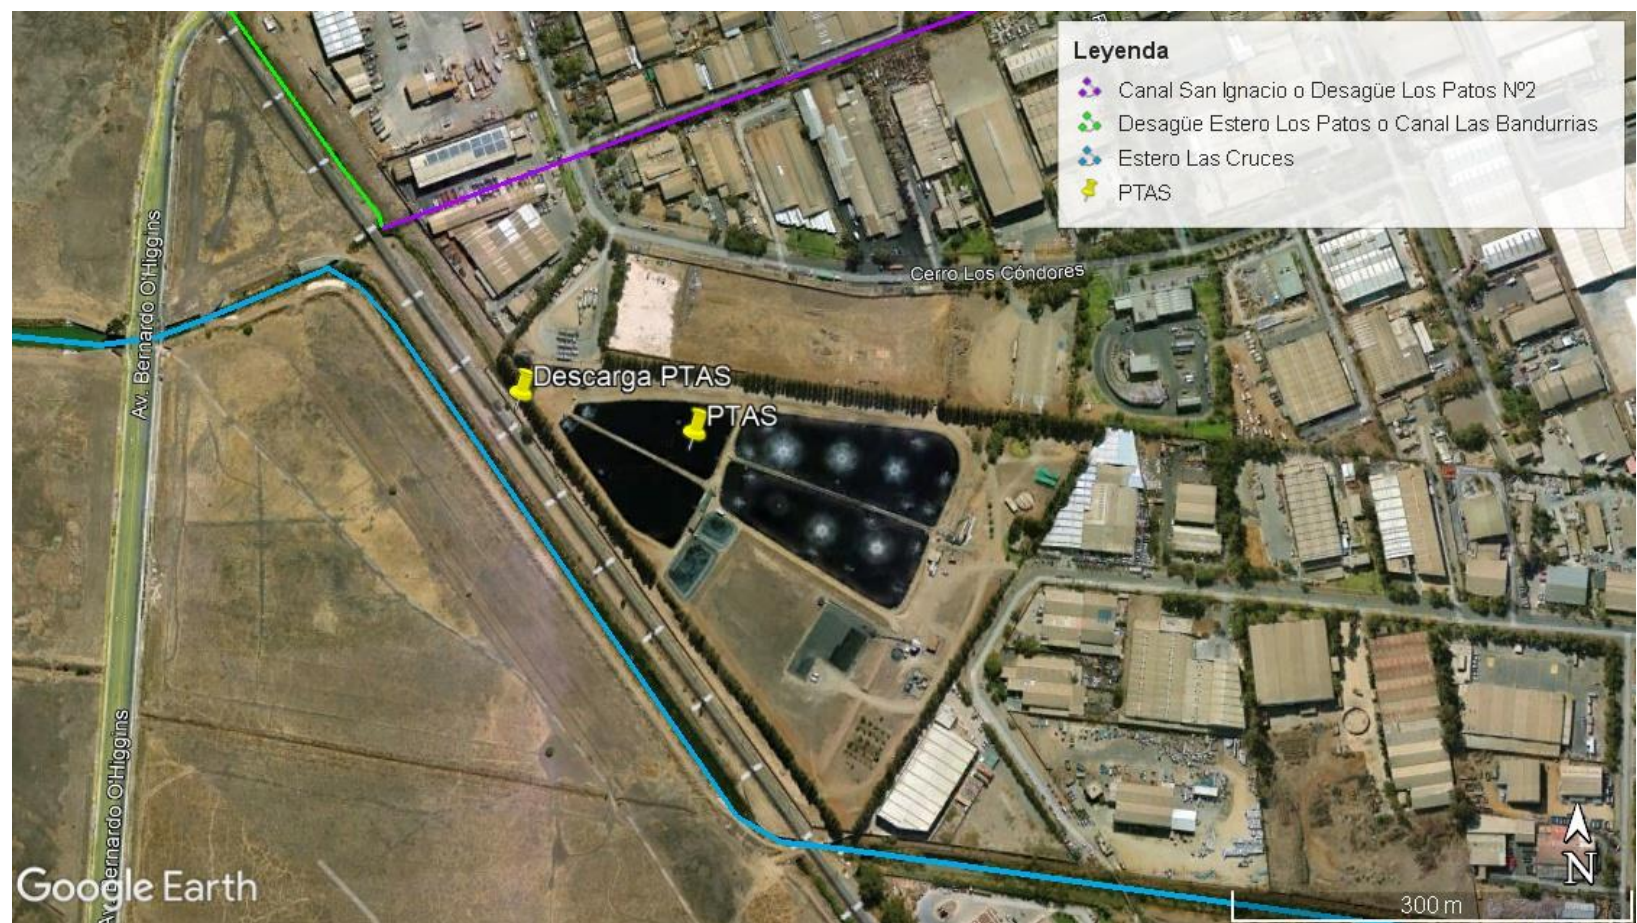 Leyenda
Canal San Ignacio o Desagüe Los Patos Nº2
Desagüe Estero Los Patos o Canal Las Bandurrias
Estero Las Cruces
PTAS
Av. Bernardo O'Higgins
Cerro Los Cóndores
Descarga PTAS
PTAS
Av. Bernardo O'Higgins
Google Earth
N
300 m